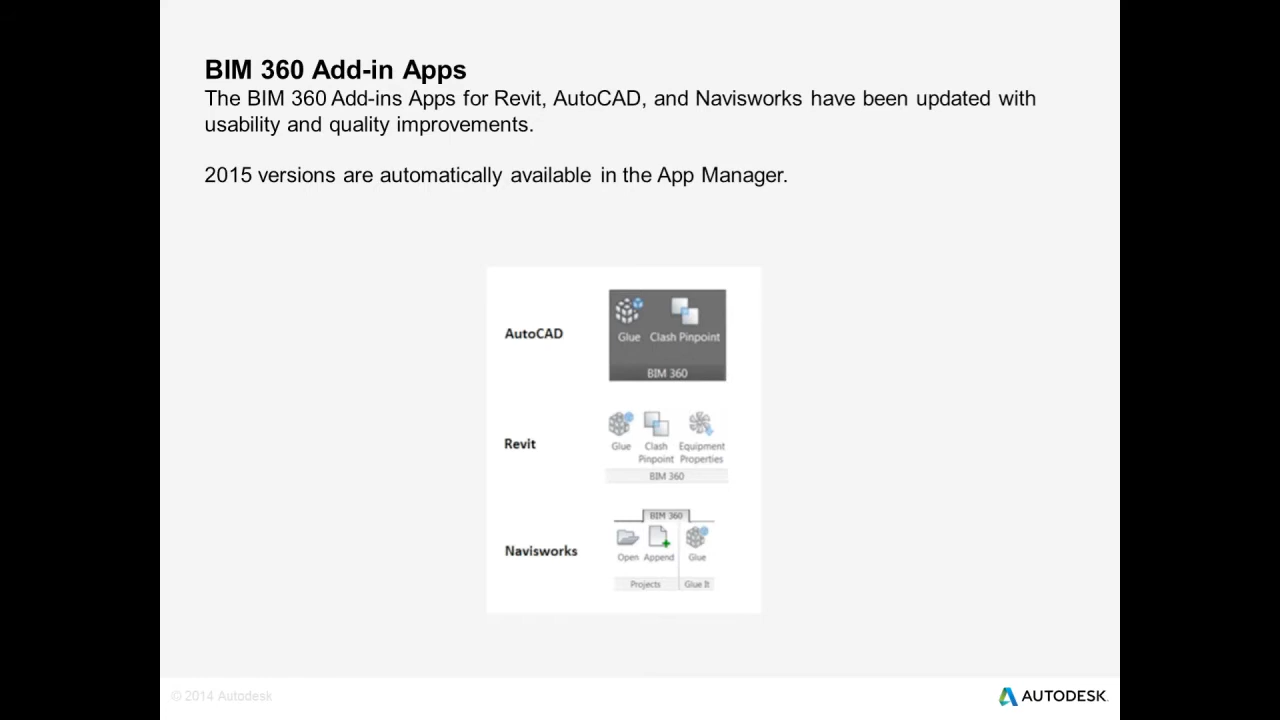 BIM 360 Add-in Apps
The BIM 360 Add-ins Apps for Revit, AutoCAD, and Navisworks have been updated with
usability and quality improvements.
2015 versions are automatically available in the App Manager.
AutoCAD
Glue Clash Pinpoint
BIM 360
Revit
Glue Clash Equipment
Pinpoint Properties
BIM 360
Navisworks
BIM 360
Open Append Glue
Projects Glue It
© 2014 Autodesk
AUTODESK